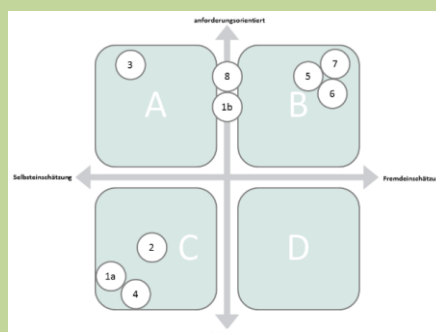 anforderungsorientiert
3
7
8
5
6
1b
A
B
Selbsteinschätzung
Fremdeinschätzu
2
C
D
1a
4